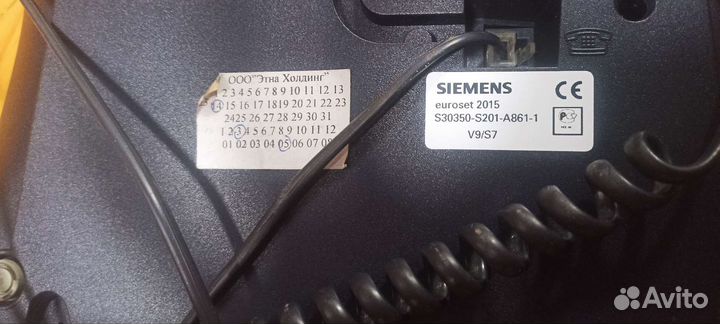 ООО"Этна Холдинг"
2 3 4 5 6 7 8 9 10 11 12 13
14 15 16 17 18 19 20 21 22 23
24 25 26 27 28 29 30 31
1 2 3 4 5 6 7 8 9 10 11 12
01 02 03 04 05 06 07 08
SIEMENS
euroset 2015
S30350-S201-A861-1
V9/S7
CE
Avito